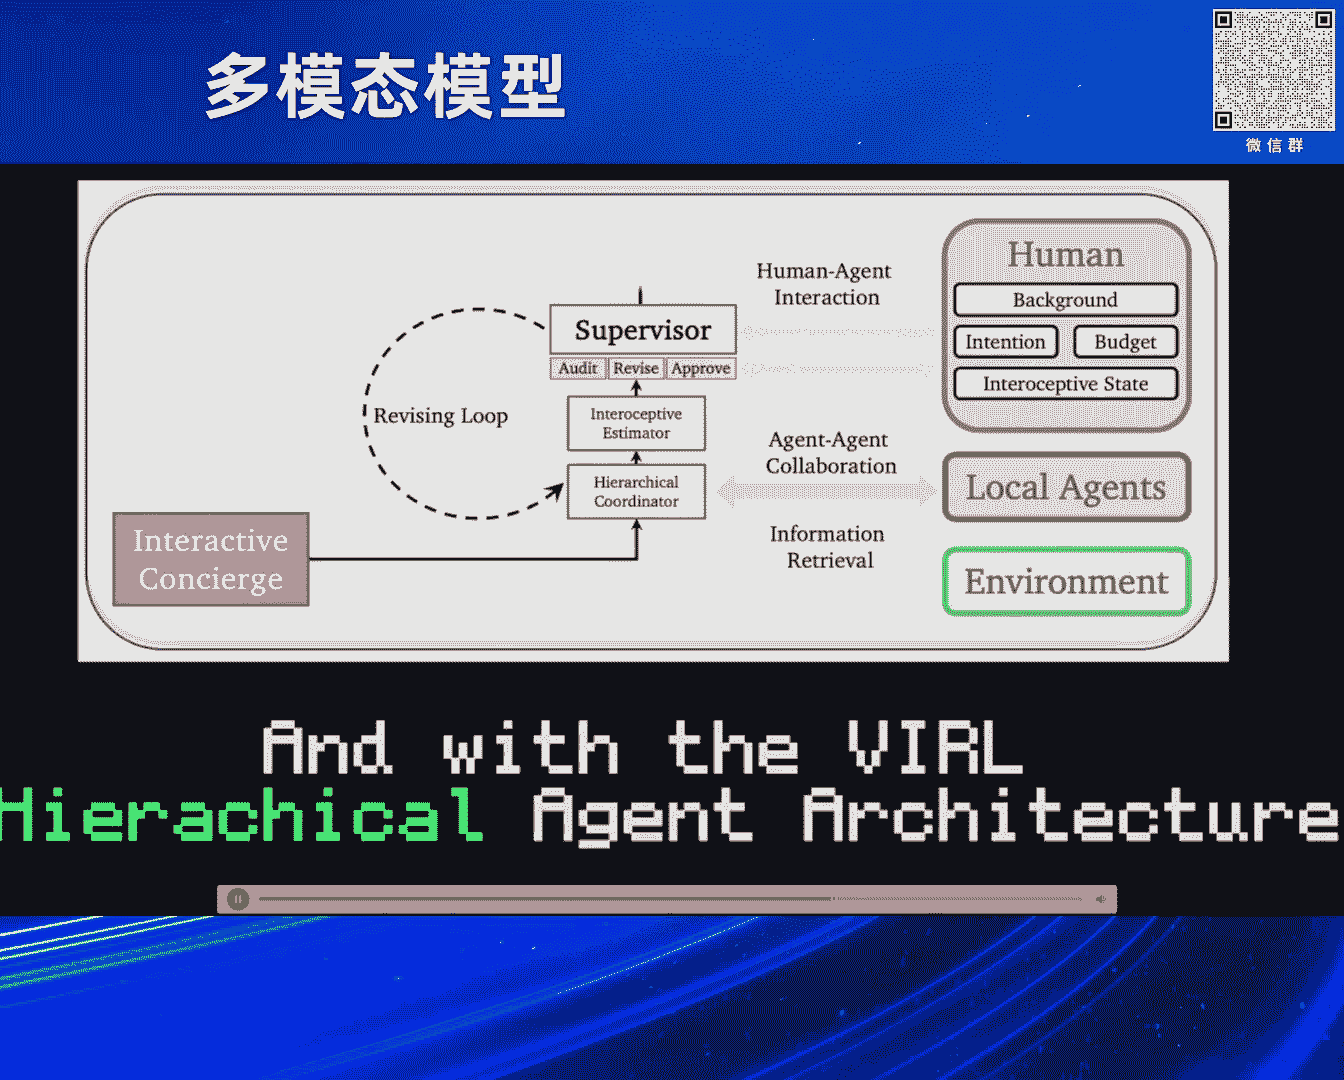 多模态模型
微信群
Human
Background
Intention
Budget
Interoceptive State
Human-Agent
Interaction
Supervisor
Audit
Revise
Approve
Interoceptive
Estimator
Revising Loop
Hierarchical
Coordinator
Agent-Agent
Collaboration
Local Agents
Information
Retrieval
Environment
Interactive
Concierge
And with the VIRL
Hierachical Agent Architecture